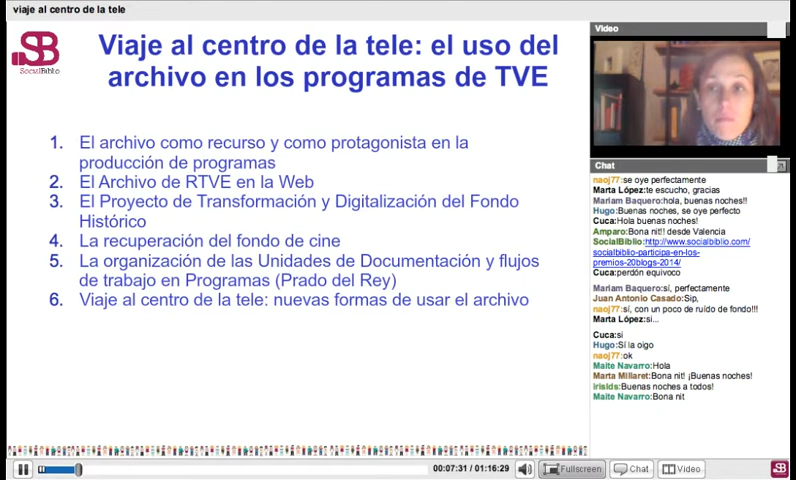 viaje al centro de la tele
SB
SocialBiblio
Viaje al centro de la tele: el uso del
archivo en los programas de TVE
1. El archivo como recurso y como protagonista en la
producción de programas
2. El Archivo de RTVE en la Web
3. El Proyecto de Transformación y Digitalización del Fondo
Histórico
4. La recuperación del fondo de cine
5. La organización de las Unidades de Documentación y flujos
de trabajo en Programas (Prado del Rey)
6. Viaje al centro de la tele: nuevas formas de usar el archivo
Video
Chat
naoj77:se oye perfectamente
Marta López:te escucho, gracias
Mariam Baquero:hola, buenas noches!!
Hugo:Buenas noches, se oye perfecto
Cuca:Hola buenas noches!
Amparo:Bona nit!! desde Valencia
SocialBiblio:http://www.socialbiblio.com/
socialbiblio-participa-en-los-
premios-20blogs-2014/
Cuca:perdón equivoco
Mariam Baquero:sí, perfectamente
Juan Antonio Casado:Sip,
naoj77:sí, con un poco de ruido de fondo!!!
Marta López:si...
Cuca:si
Hugo:Sí la oigo
naoj77:ok
Maite Navarro:Hola
Marta Millaret:Bona nit! ¡Buenas noches!
irisids:Buenas noches a todos!
Maite Navarro:Bona nit
00:07:31 / 01:16:29
Fullscreen
Chat
Video
SB